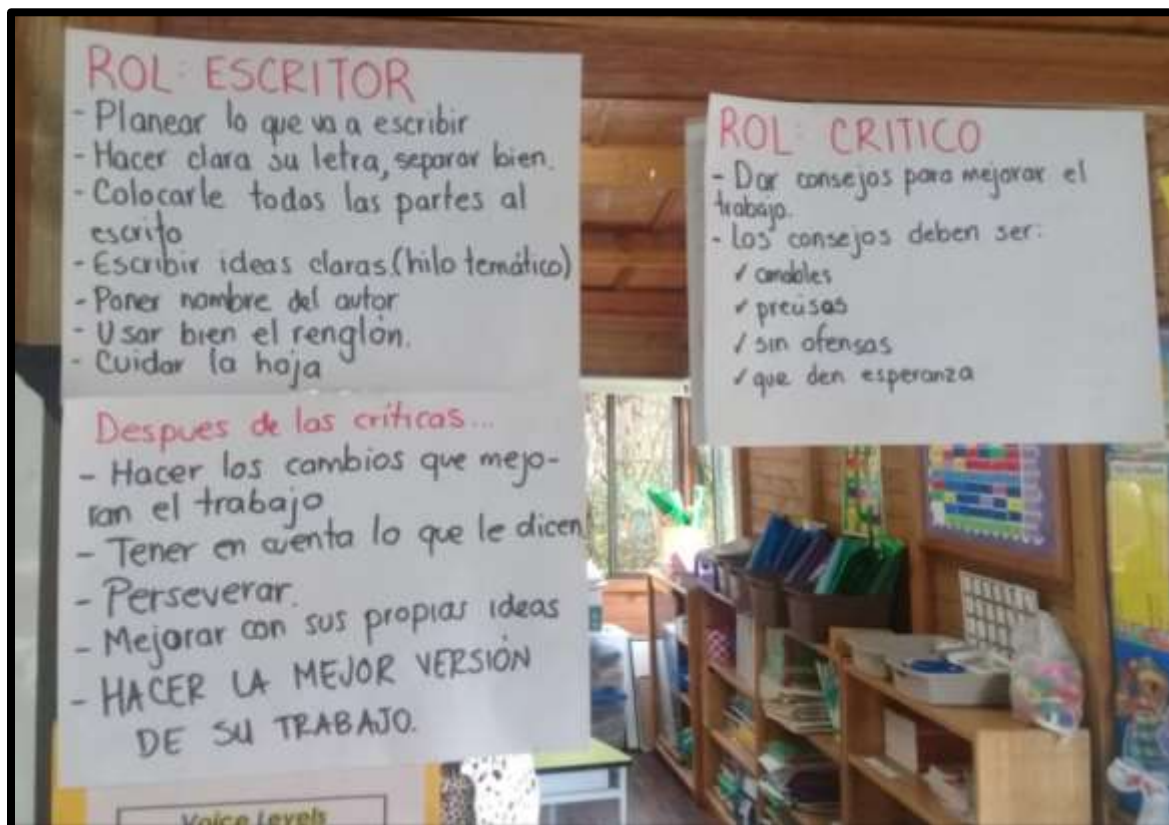 ROL: ESCRITOR
- Planear lo que va a escribir
- Hacer clara su letra, separar bien.
- Colocarle todas las partes al
escrito
- Escribir ideas claras (hilo temático)
- Poner nombre del autor
- Usar bien el renglón.
- Cuidar la hoja
Despues de las críticas...
- Hacer los cambios que mejo-
ran el trabajo
- Tener en cuenta lo que le dicen
- Perseverar.
- Mejorar con sus propias ideas
- HACER LA MEJOR VERSIÓN
DE SU TRABAJO.
Voice Levels
ROL: CRITICO
- Dar consejos para mejorar el
trabajo.
- Los consejos deben ser:
✓ amables
✓ precisas
✓ sin ofensas
✓ que den esperanza